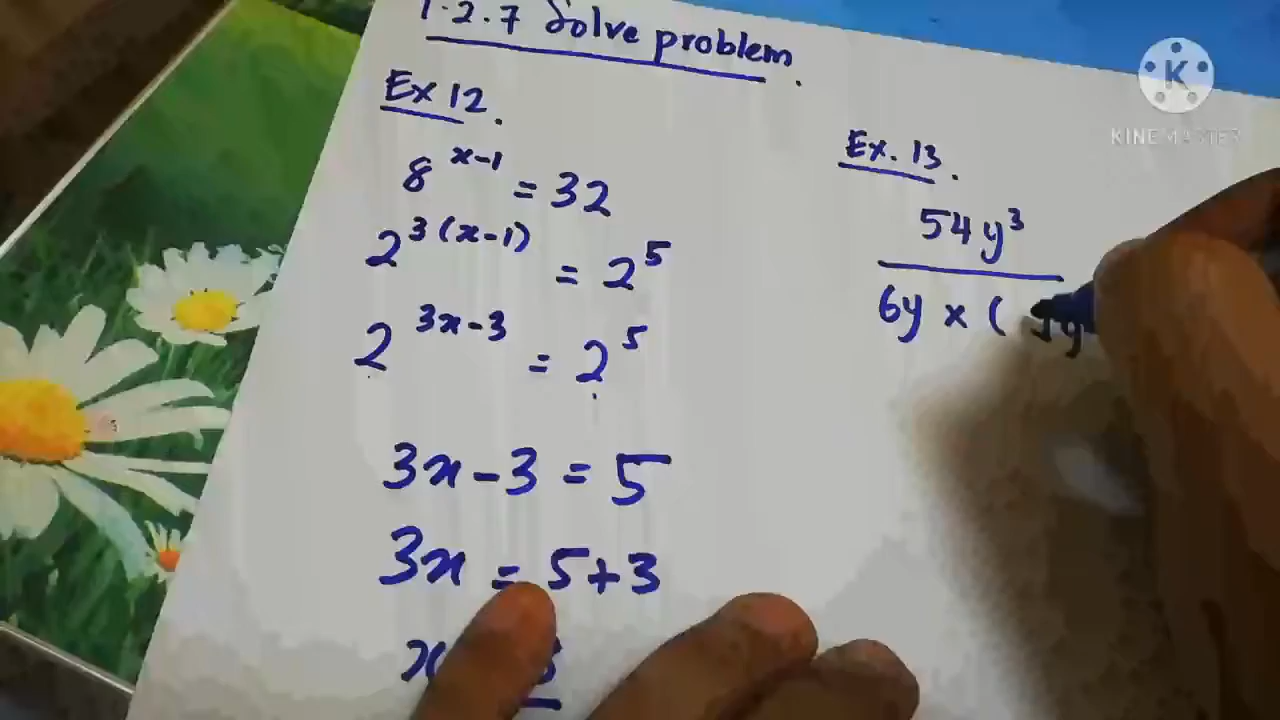 1.2.7 Solve problem.
Ex 12.
8^{x-1} = 32
2^{3(x-1)} = 2^5
2^{3x-3} = 2^5
3x-3 = 5
3x = 5+3
x
Ex. 13.
54y^3
6y × (
K
KINEMASTER